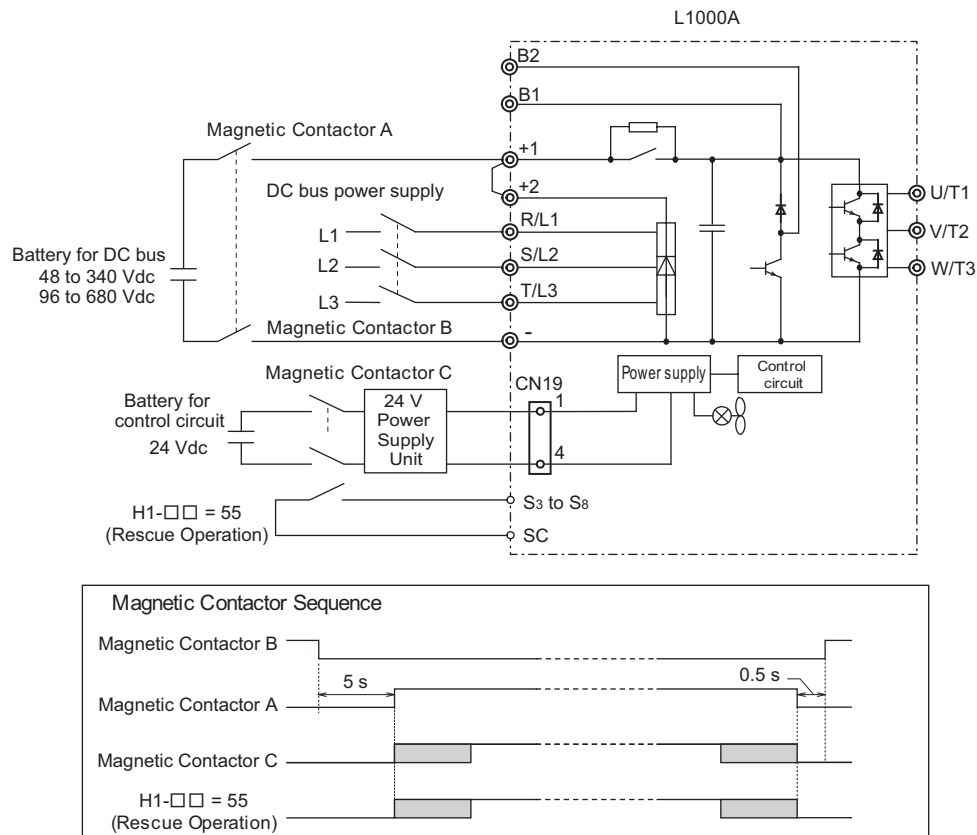 L1000A
B2
B1
Magnetic Contactor A
+1
+2
DC bus power supply
R/L1
U/T1
L1
V/T2
Battery for DC bus
48 to 340 Vdc
96 to 680 Vdc
L2
S/L2
W/T3
L3
T/L3
Magnetic Contactor B
-
Magnetic Contactor C
CN19
Power supply
Control
circuit
Battery for
control circuit
24 Vdc
24 V
Power
Supply
Unit
1
4
S3 to S8
H1-□□ = 55
(Rescue Operation)
SC
Magnetic Contactor Sequence
Magnetic Contactor B
5 s
0.5 s
Magnetic Contactor A
Magnetic Contactor C
H1-□□ = 55
(Rescue Operation)